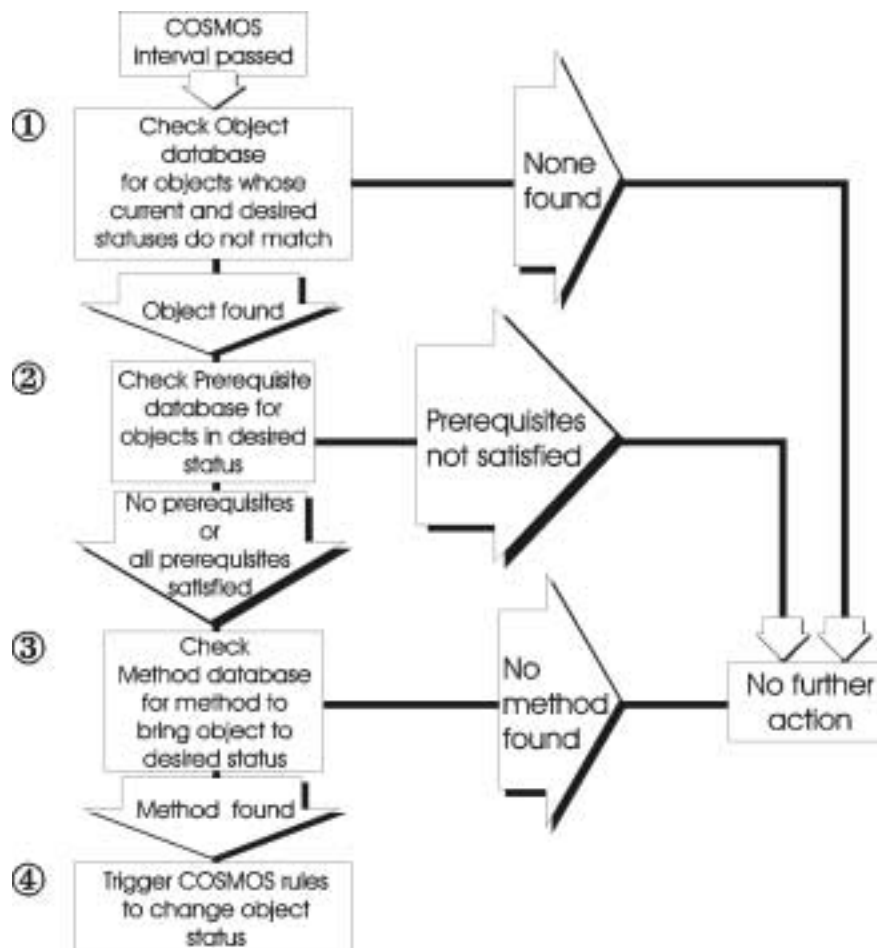 COSMOS
interval passed
①
Check Object
database
for objects whose
current and desired
statuses do not match
None
found
Object found
②
Check Prerequisite
database for
objects in desired
status
Prerequisites
not satisfied
No prerequisites
or
all prerequisites
satisfied
③
Check
Method database
for method to
bring object to
desired status
No
method
found
No further
action
Method found
④
Trigger COSMOS rules
to change object
status